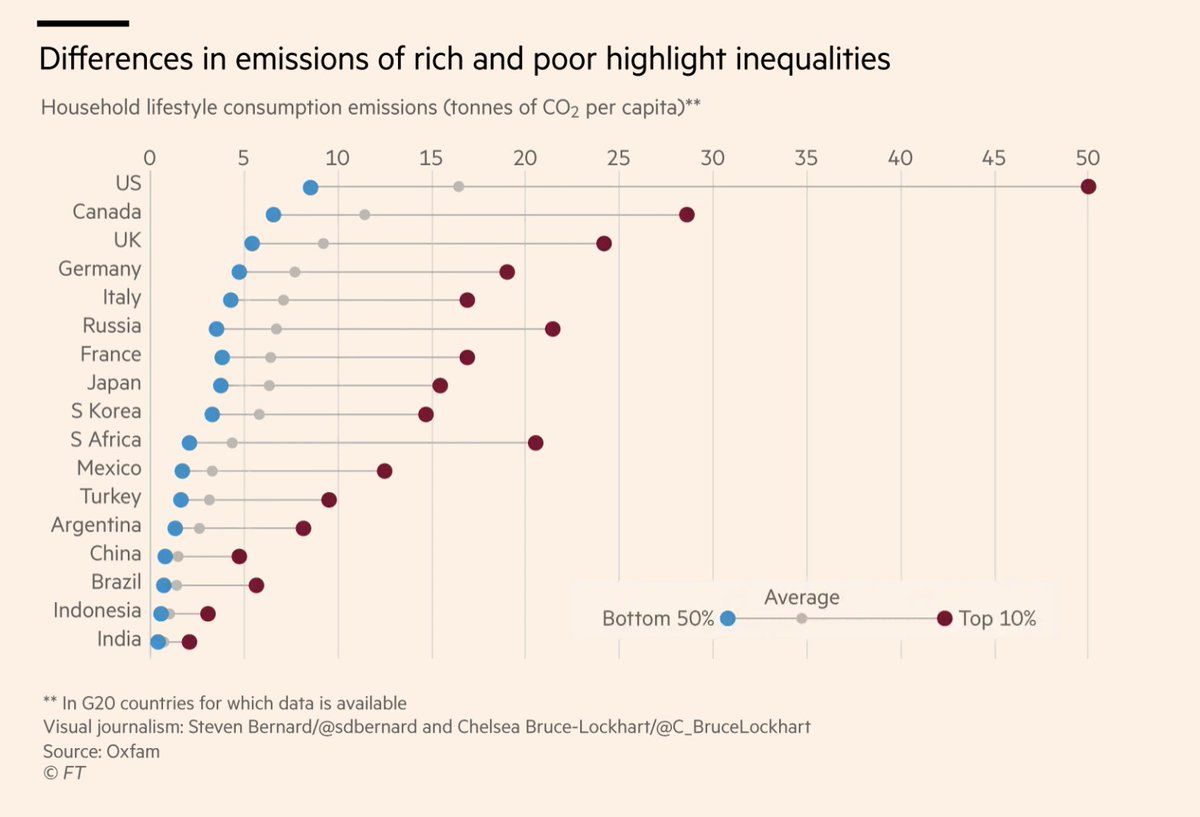 Differences in emissions of rich and poor highlight inequalities
Household lifestyle consumption emissions (tonnes of CO2 per capita)**
0 5 10 15 20 25 30 35 40 45 50
US
Canada
UK
Germany
Italy
Russia
France
Japan
S Korea
S Africa
Mexico
Turkey
Argentina
China
Brazil
Indonesia
India
Average
Bottom 50% Top 10%
** In G20 countries for which data is available
Visual journalism: Steven Bernard/@sdbernard and Chelsea Bruce-Lockhart/@C_BruceLockhart
Source: Oxfam
© FT